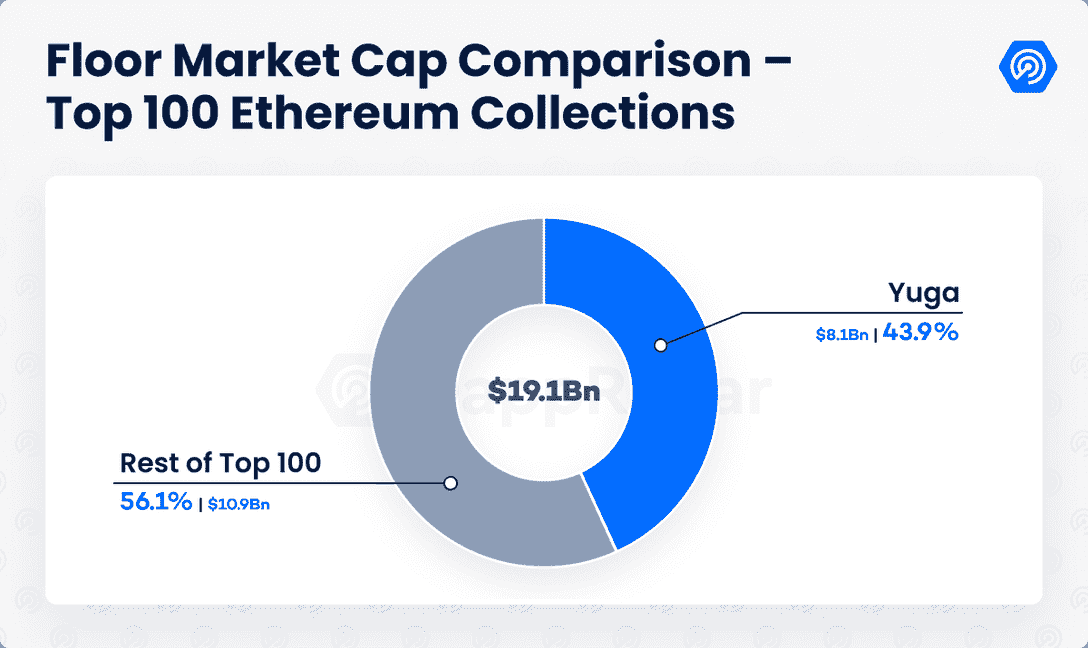 Floor Market Cap Comparison –
Top 100 Ethereum Collections
Yuga
$8.1Bn | 43.9%
$19.1Bn
Rest of Top 100
56.1% | $10.9Bn